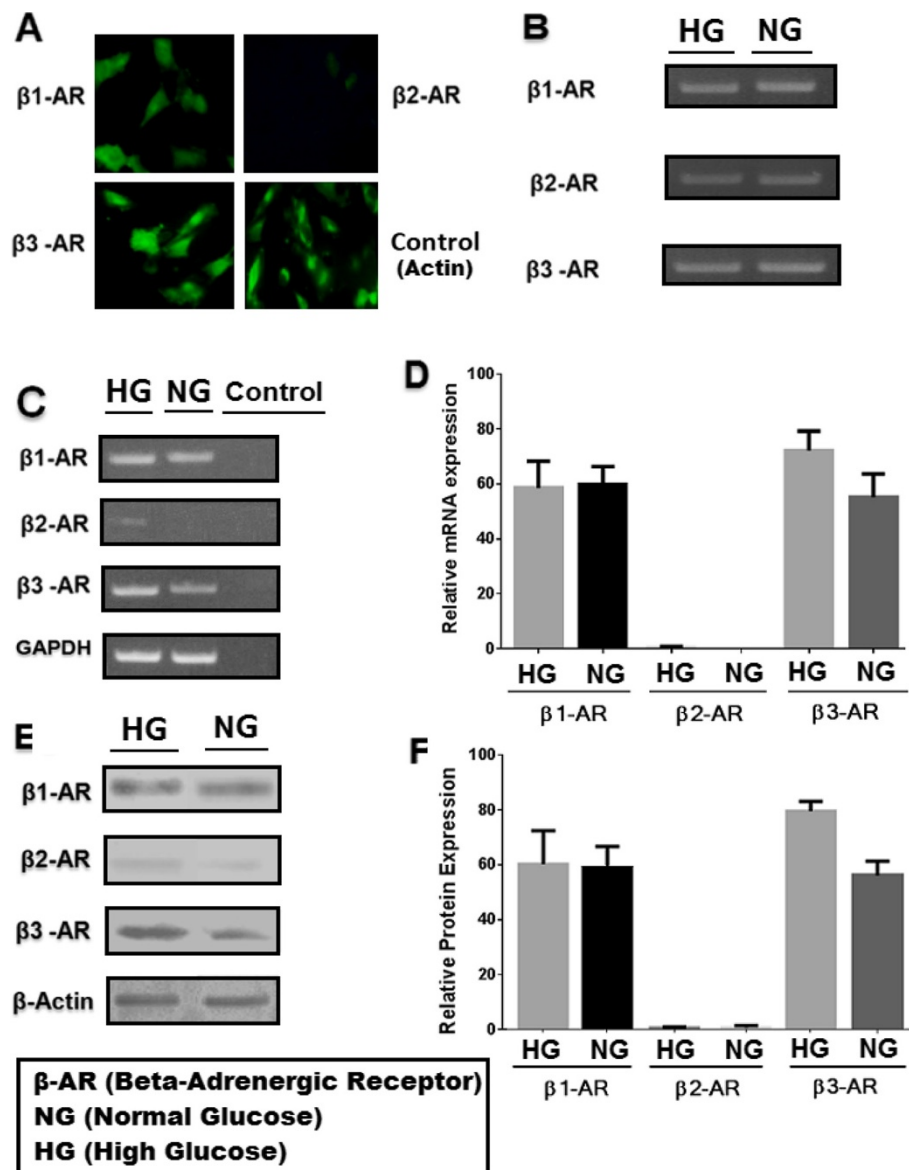 A
β1-AR
β2-AR
β3 -AR
Control
(Actin)
B
HG NG
β1-AR
β2-AR
β3 -AR
C
HG NG Control
β1-AR
β2-AR
β3 -AR
GAPDH
D
Relative mRNA expression
100
80
60
40
20
0
HG NG HG NG HG NG
β1-AR β2-AR β3-AR
E
HG NG
β1-AR
β2-AR
β3 -AR
β-Actin
F
Relative Protein Expression
100
80
60
40
20
0
HG NG HG NG HG NG
β1-AR β2-AR β3-AR
β-AR (Beta-Adrenergic Receptor)
NG (Normal Glucose)
HG (High Glucose)